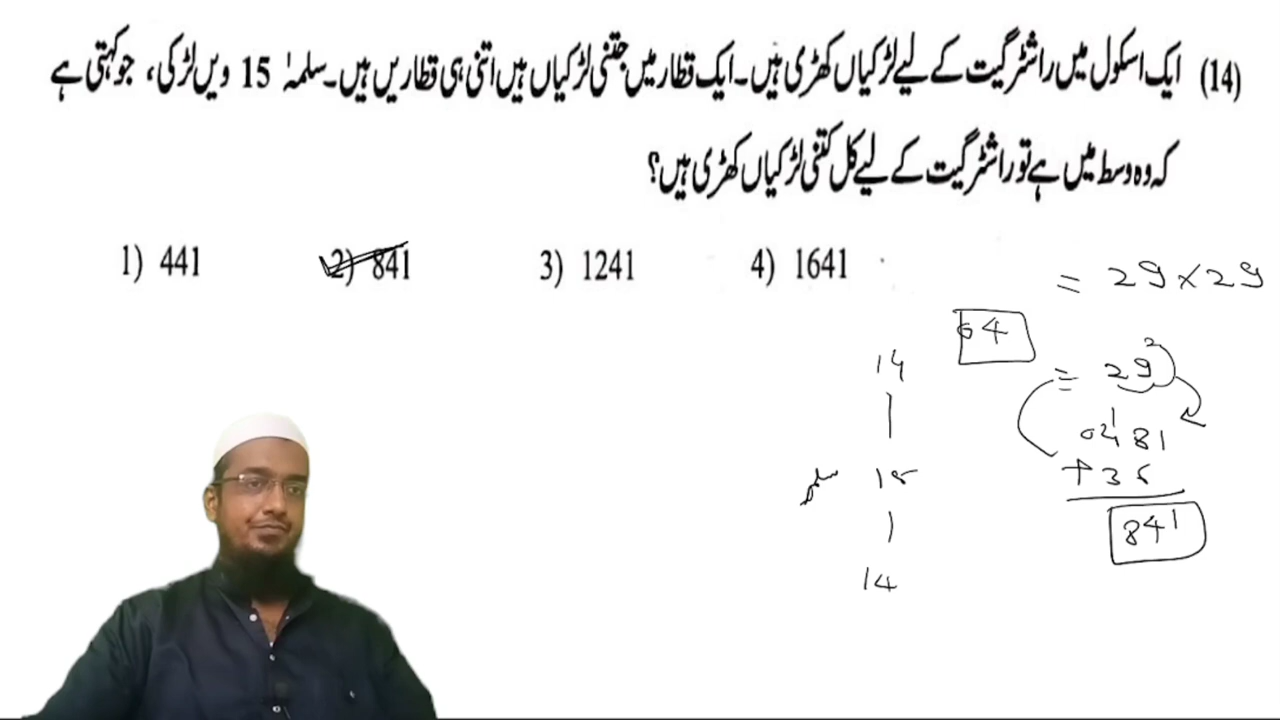 (14) ایک اسکول میں راشٹر گیت کے لیے لڑکیاں کھڑی ہیں۔ ایک قطار میں جتنی لڑکیاں ہیں اتنی ہی قطاریں ہیں۔ سلمہٰ 15 ویں لڑکی، جو کہتی ہے
کہ وہ وسط میں ہے تو راشٹر گیت کے لیے کل کتنی لڑکیاں کھڑی ہیں؟
1) 441 2) 841 3) 1241 4) 1641
= 29 × 29
64
14
= 29²
0481
15
+36
841
14